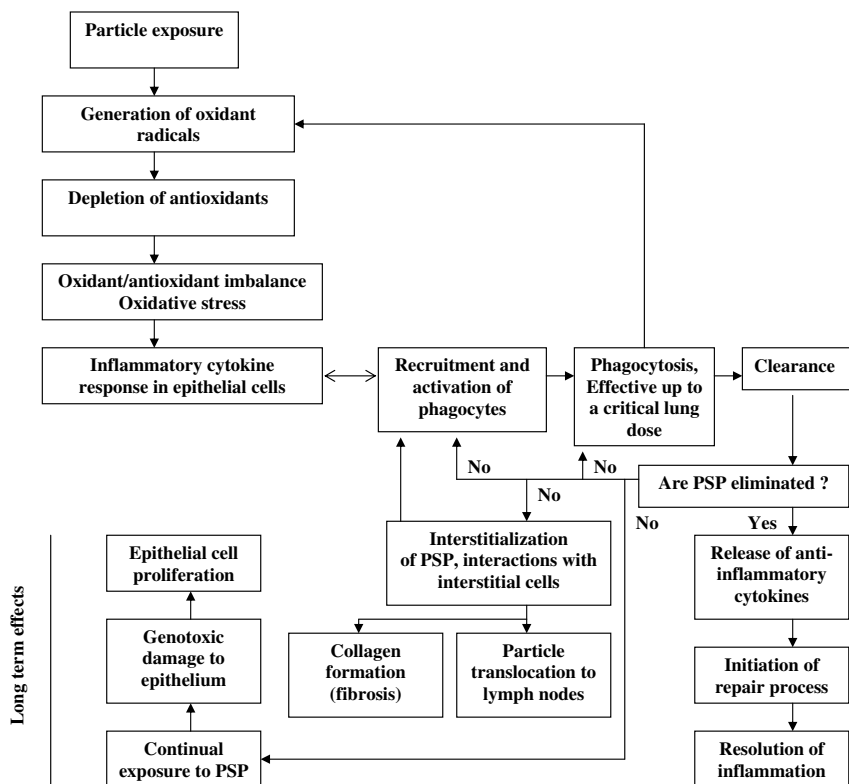 Particle exposure
Generation of oxidant
radicals
Depletion of antioxidants
Oxidant/antioxidant imbalance
Oxidative stress
Inflammatory cytokine
response in epithelial cells
Recruitment and
activation of
phagocytes
Phagocytosis,
Effective up to
a critical lung
dose
Clearance
No
No
Are PSP eliminated ?
No
No
Yes
Interstitialization
of PSP, interactions with
interstitial cells
Release of anti-
inflammatory
cytokines
Epithelial cell
proliferation
Genotoxic
damage to
epithelium
Collagen
formation
(fibrosis)
Particle
translocation to
lymph nodes
Initiation of
repair process
Continual
exposure to PSP
Resolution of
inflammation
Long term effects